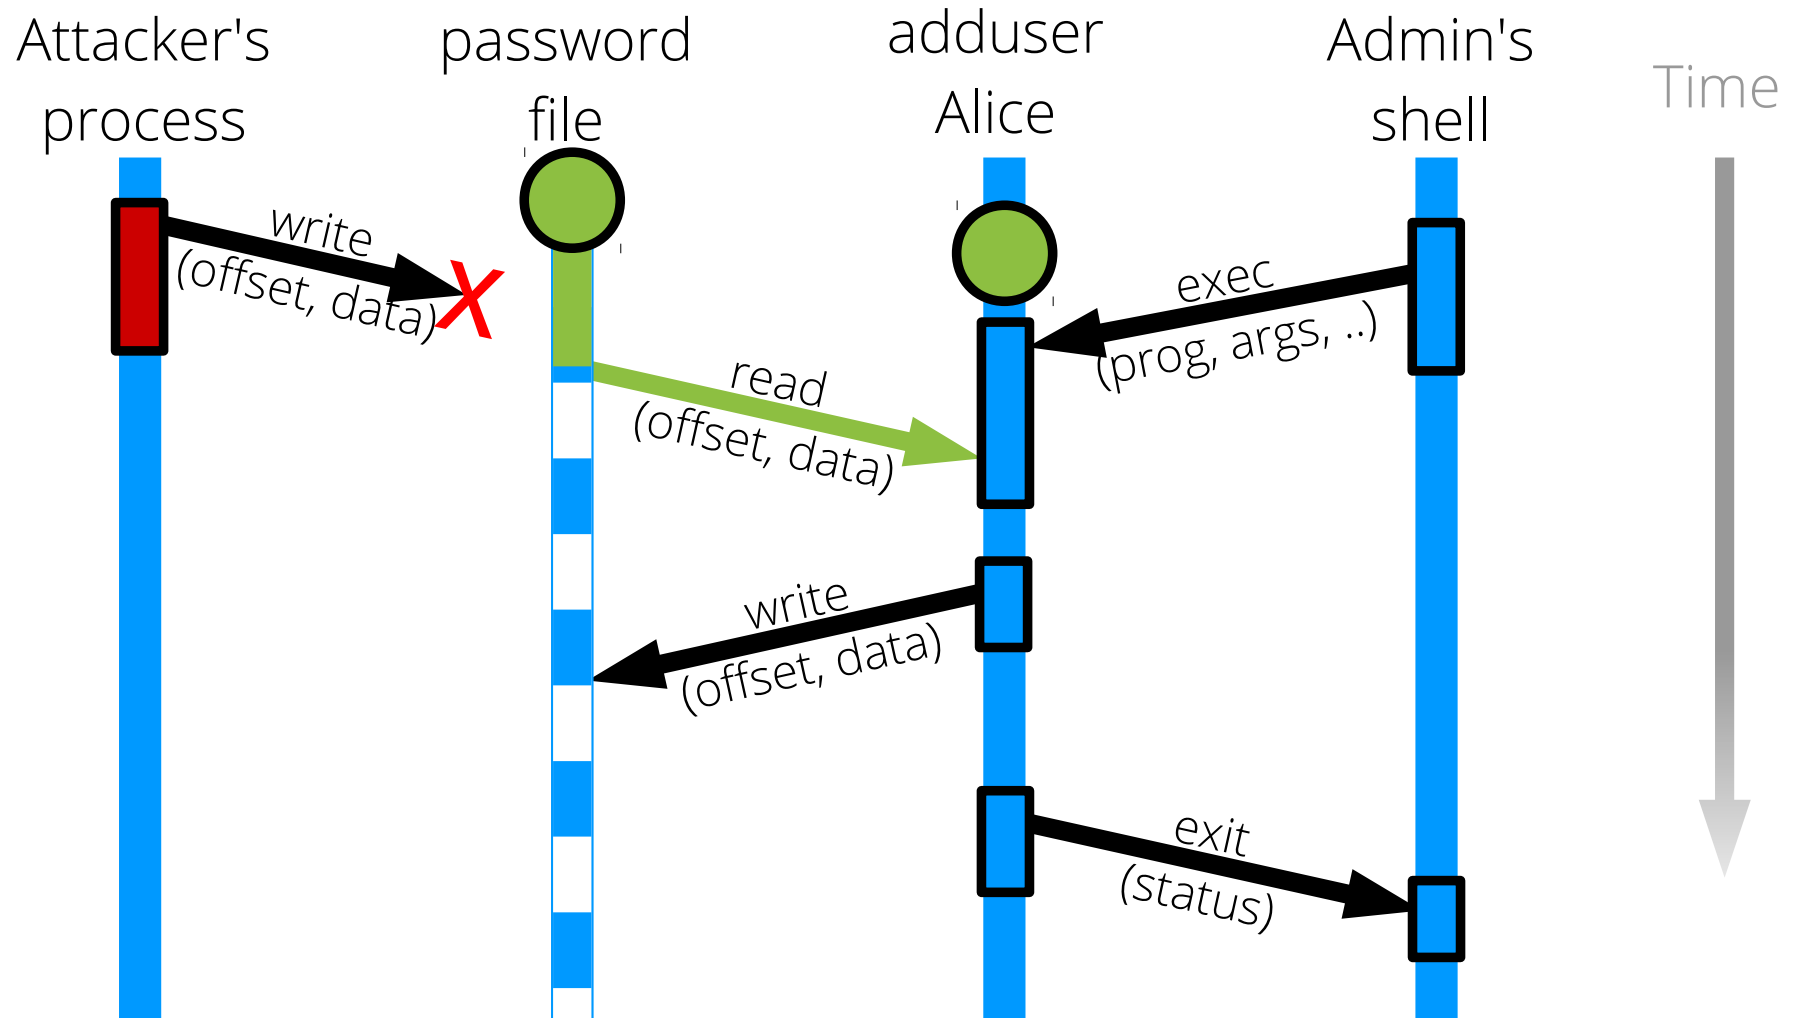 Attacker's
process
password
file
adduser
Alice
Admin's
shell
Time
write
(offset, data)
X
exec
(prog, args, ..)
read
(offset, data)
write
(offset, data)
exit
(status)